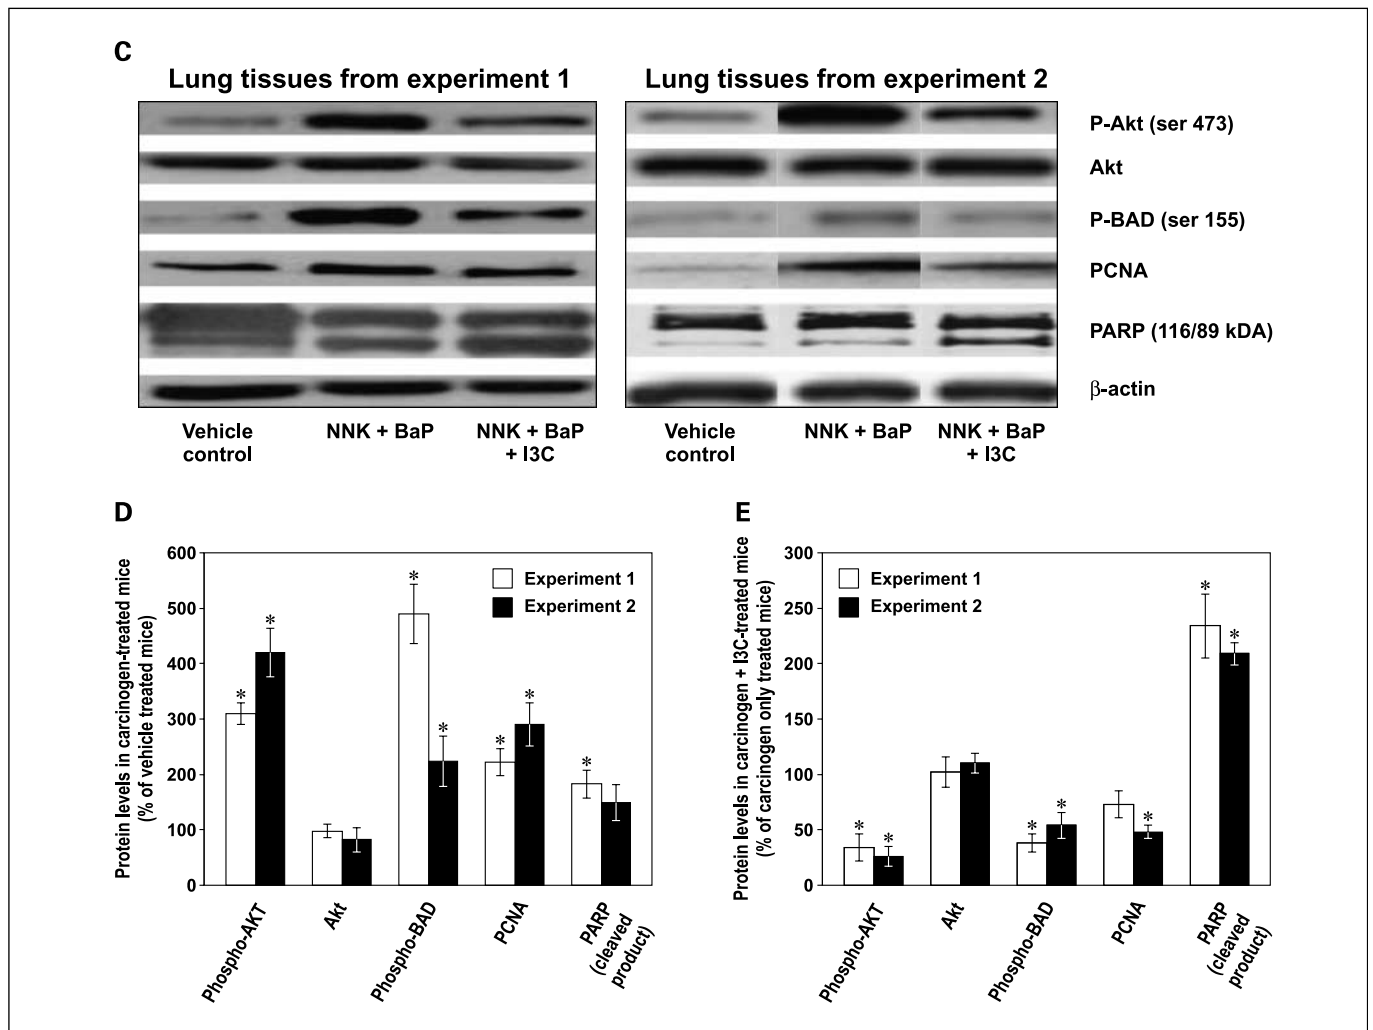 C
Lung tissues from experiment 1
Lung tissues from experiment 2
P-Akt (ser 473)
Akt
P-BAD (ser 155)
PCNA
PARP (116/89 kDA)
β-actin
Vehicle
control
NNK + BaP
NNK + BaP
+ I3C
Vehicle
control
NNK + BaP
NNK + BaP
+ I3C
D
Protein levels in carcinogen-treated mice
(% of vehicle treated mice)
600
500
400
300
200
100
0
Experiment 1
Experiment 2
*
*
*
*
*
*
*
Phospho-AKT
Akt
Phospho-BAD
PCNA
PARP
(cleaved
product)
E
Protein levels in carcinogen + I3C-treated mice
(% of carcinogen only treated mice)
300
250
200
150
100
50
0
Experiment 1
Experiment 2
*
*
*
*
*
*
*
Phospho-AKT
Akt
Phospho-BAD
PCNA
PARP
(cleaved
product)